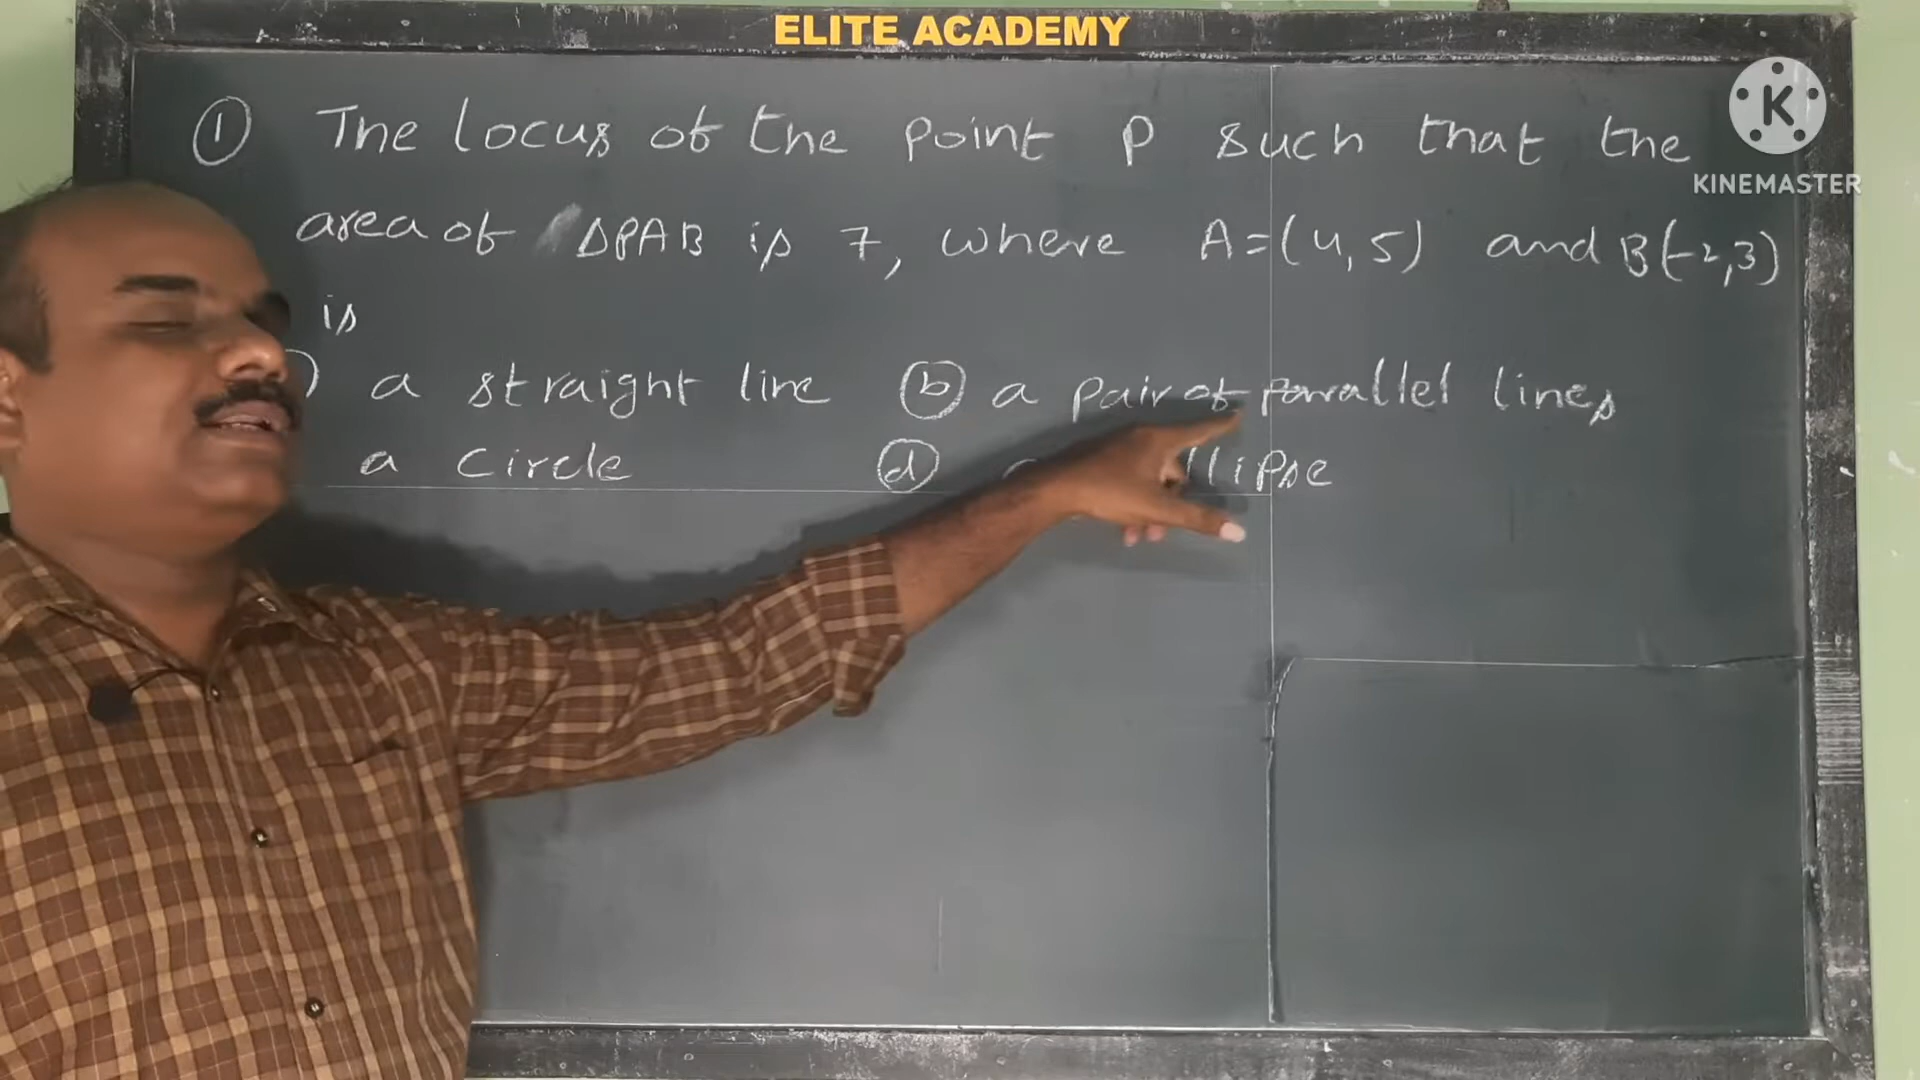 ELITE ACADEMY
KINEMASTER
① The locus of the point P such that the
area of ΔPAB is 7, where A=(4,5) and B(-2,3)
is
) a straight line ⓑ a pair of parallel lines
a circle ⓓ llipse